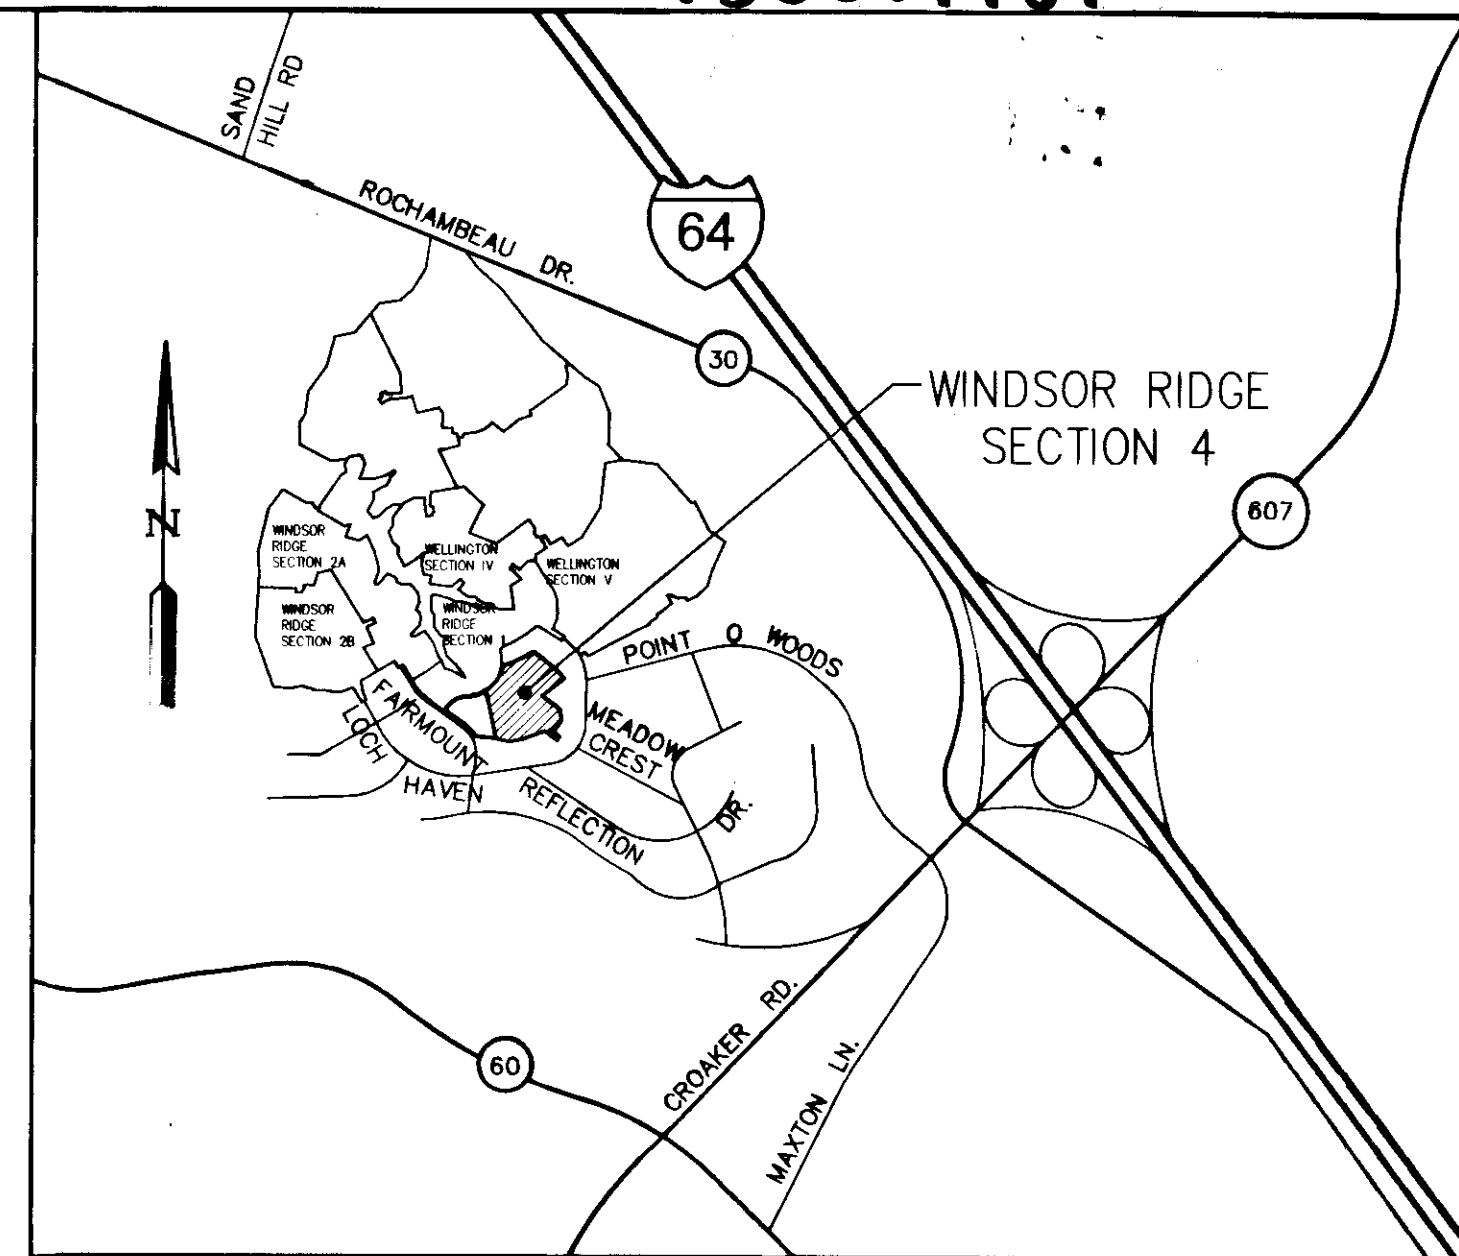 SAND
HILL RD
ROCHAMBEAU DR.
64
30
WINDSOR RIDGE
SECTION 4
607
N
WINDSOR
RIDGE
SECTION 2A
WELLINGTON
SECTION IV
WELLINGTON
SECTION V
WINDSOR
RIDGE
SECTION 2B
WINDSOR
RIDGE
SECTION
POINT O WOODS
FAIRMOUNT
LOCH
HAVEN
MEADOW
CREST
DR.
REFLECTION
CROAKER RD.
MAXTON LN.
60